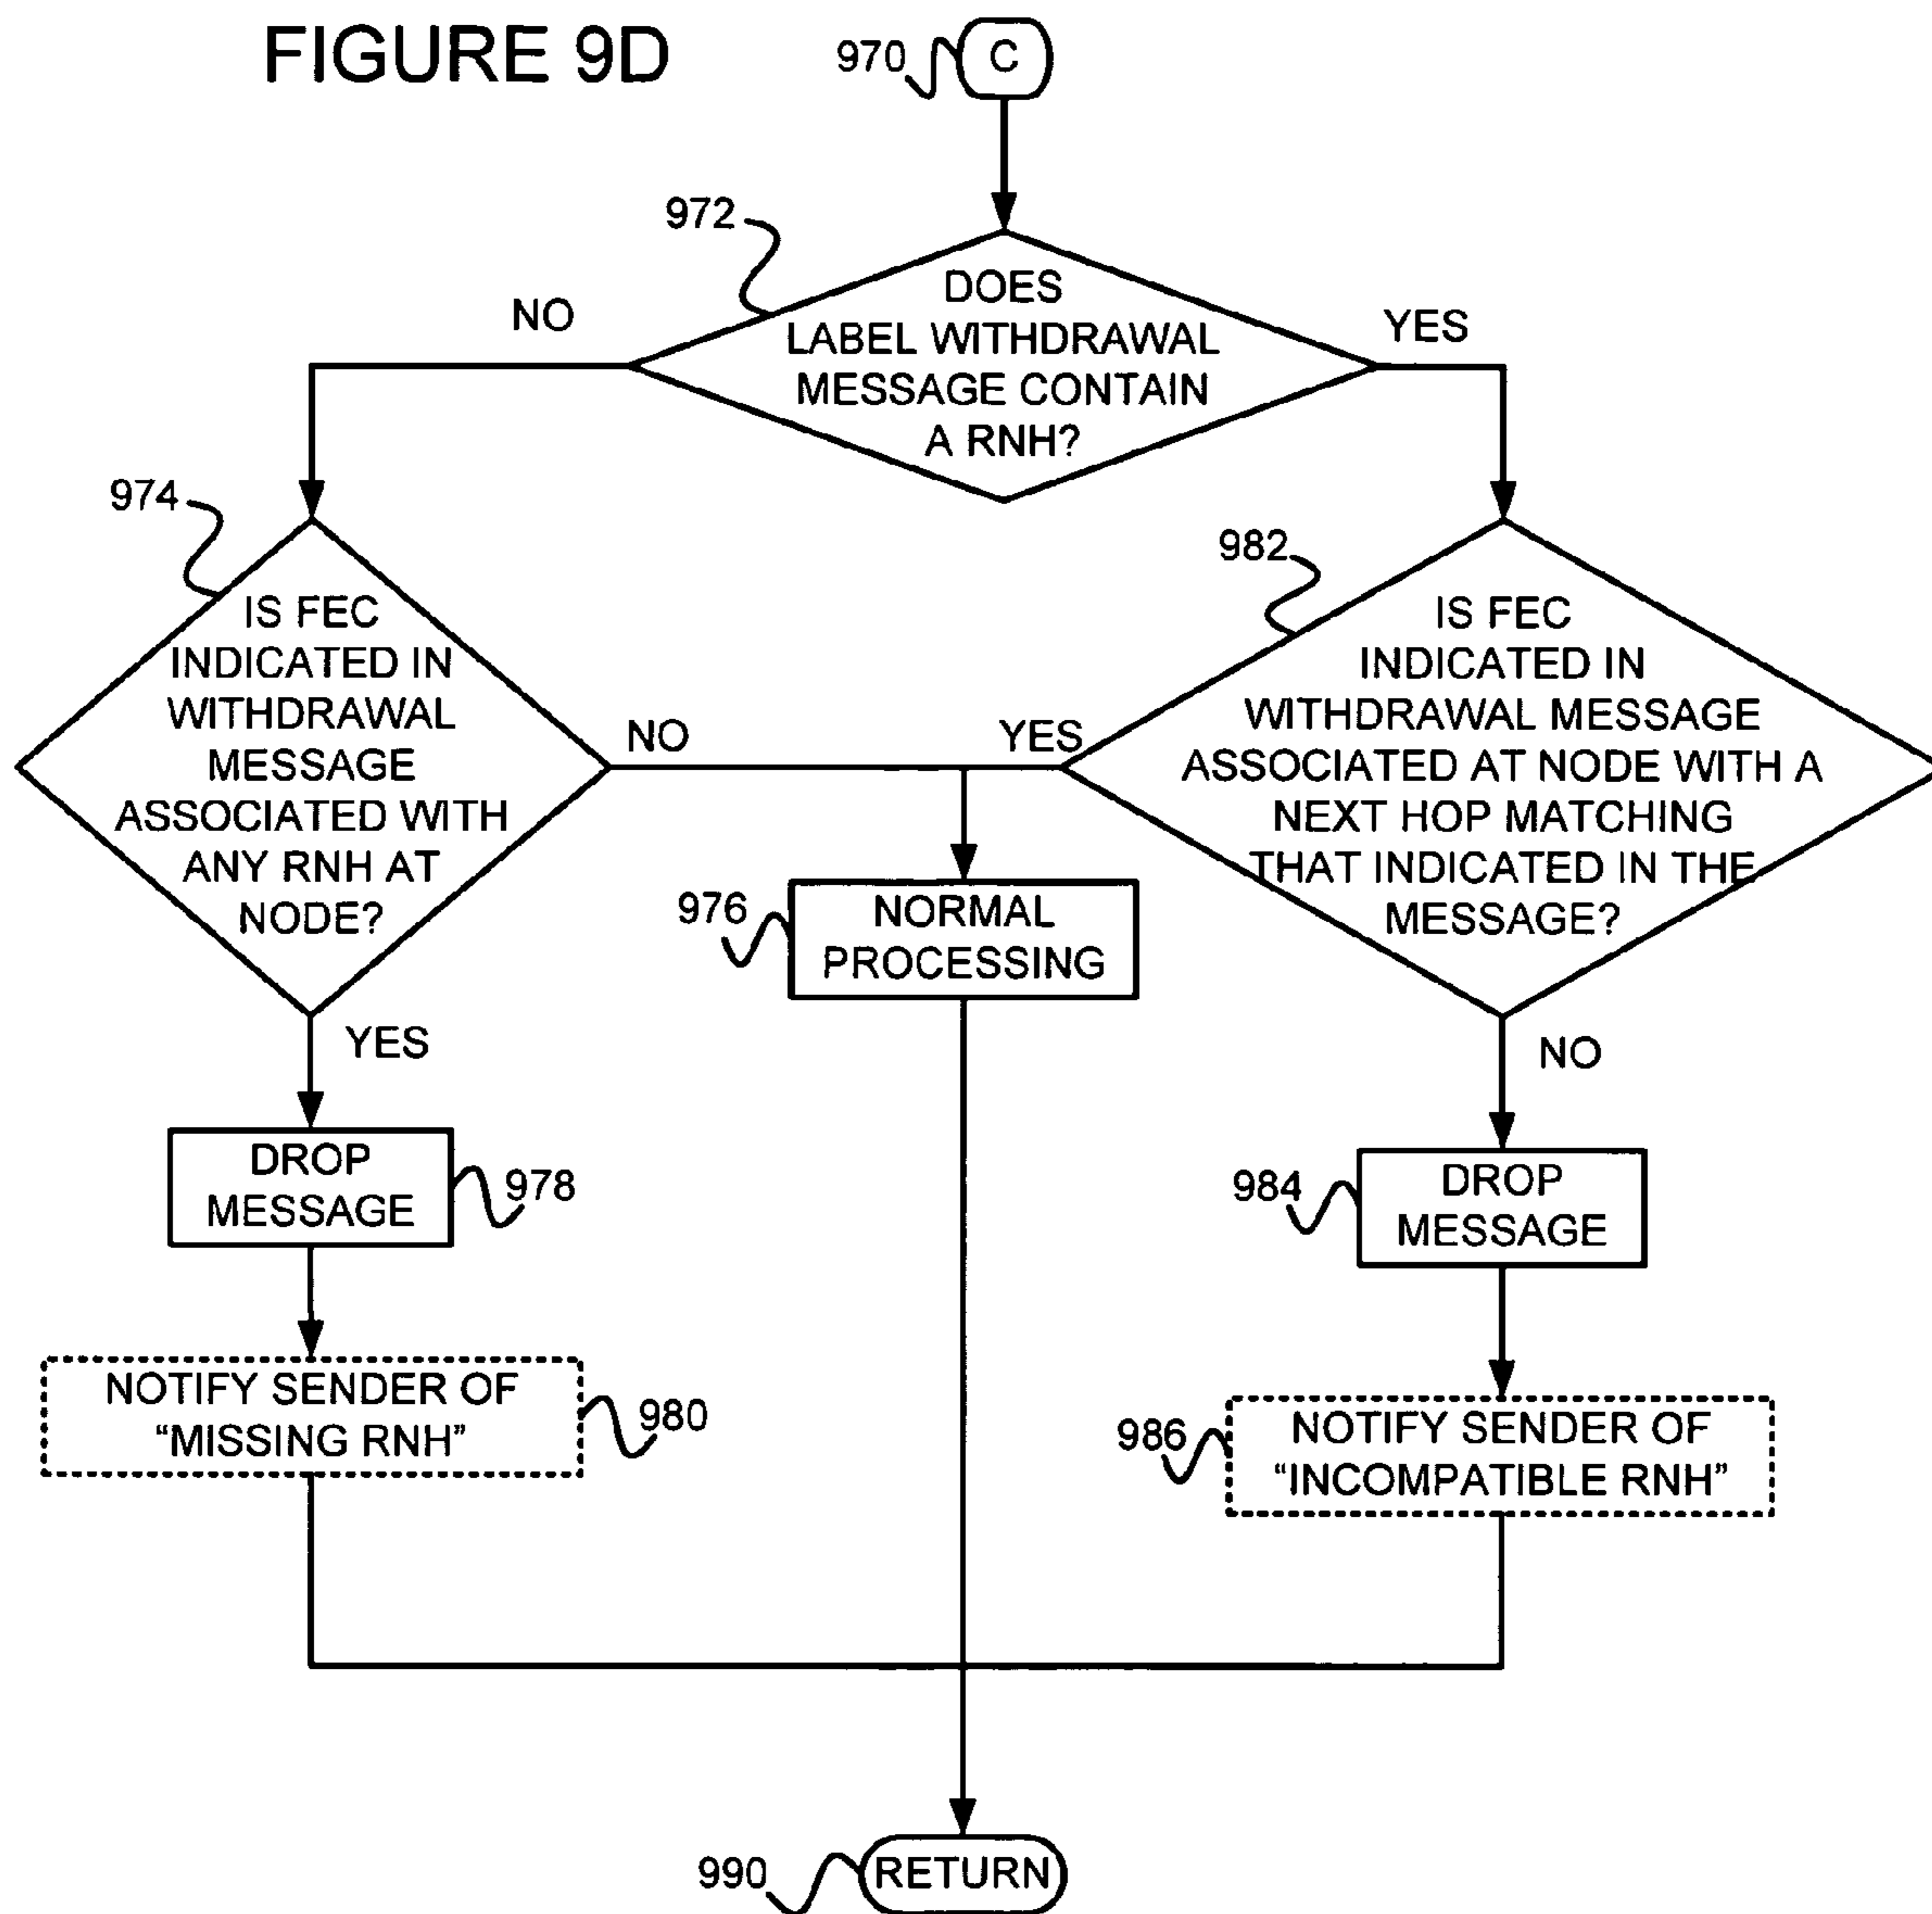 FIGURE 9D
970
C
972
DOES
LABEL WITHDRAWAL
MESSAGE CONTAIN
A RNH?
NO
YES
974
IS FEC
INDICATED IN
WITHDRAWAL
MESSAGE
ASSOCIATED WITH
ANY RNH AT
NODE?
982
IS FEC
INDICATED IN
WITHDRAWAL MESSAGE
ASSOCIATED AT NODE WITH A
NEXT HOP MATCHING
THAT INDICATED IN THE
MESSAGE?
NO
YES
976
NORMAL
PROCESSING
YES
NO
DROP
MESSAGE
978
984
DROP
MESSAGE
NOTIFY SENDER OF
“MISSING RNH”
980
986
NOTIFY SENDER OF
“INCOMPATIBLE RNH”
990
RETURN